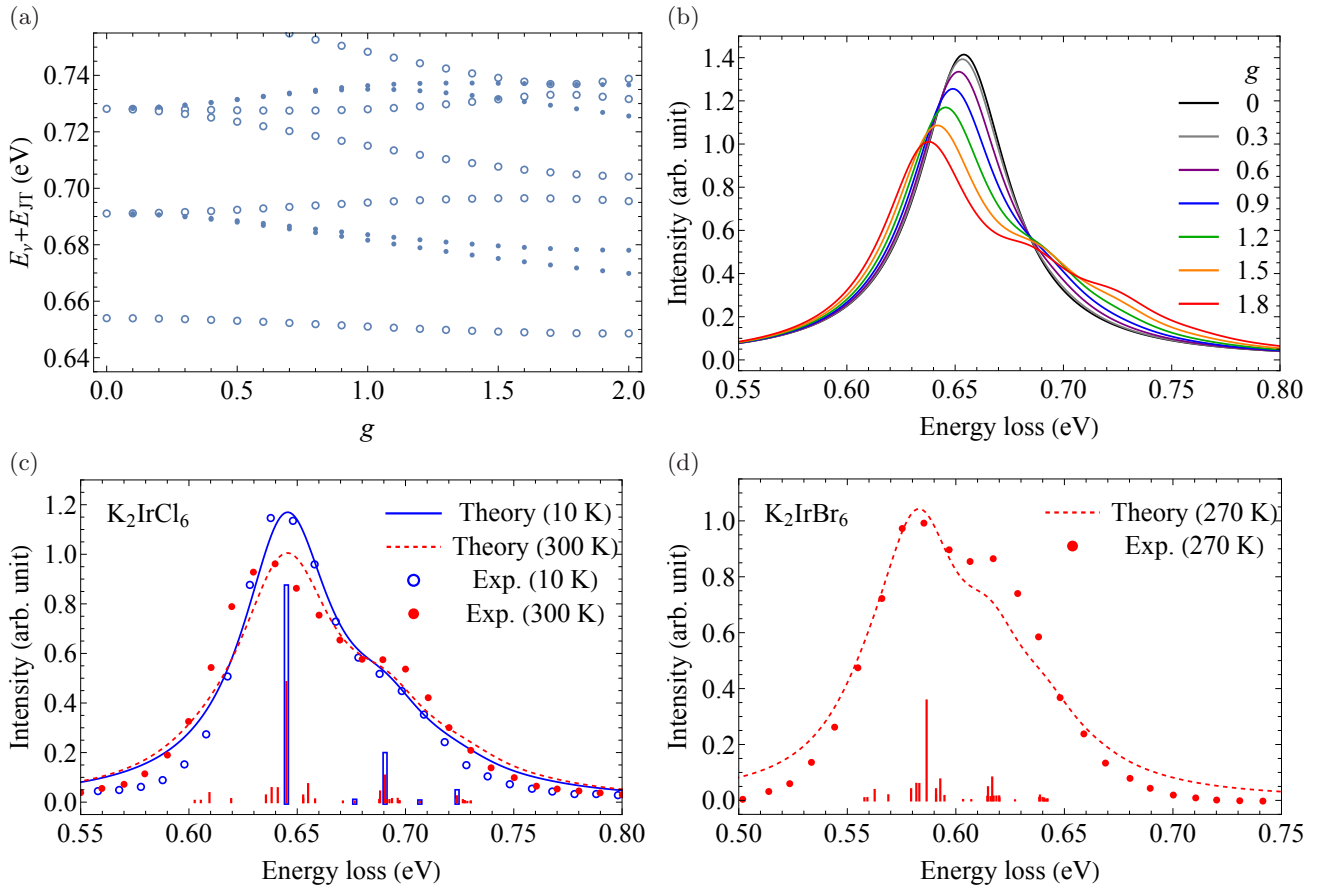 (a)
E_ν+E_JT (eV)
0.74
0.72
0.70
0.68
0.66
0.64
0.0 0.5 1.0 1.5 2.0
g
(b)
Intensity (arb. unit)
1.4
1.2
1.0
0.8
0.6
0.4
0.2
0.0
g
0
0.3
0.6
0.9
1.2
1.5
1.8
0.55 0.60 0.65 0.70 0.75 0.80
Energy loss (eV)
(c)
Intensity (arb. unit)
1.2
1.0
0.8
0.6
0.4
0.2
0.0
K₂IrCl₆
Theory (10 K)
Theory (300 K)
Exp. (10 K)
Exp. (300 K)
0.55 0.60 0.65 0.70 0.75 0.80
Energy loss (eV)
(d)
Intensity (arb. unit)
1.0
0.8
0.6
0.4
0.2
0.0
K₂IrBr₆
Theory (270 K)
Exp. (270 K)
0.50 0.55 0.60 0.65 0.70 0.75
Energy loss (eV)